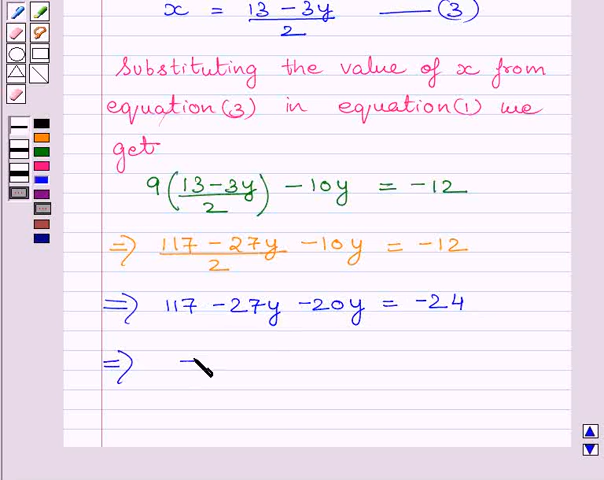 x = 13 - 3y / 2 —— (3)
Substituting the value of x from
equation (3) in equation (1) we
get
9(13 - 3y / 2) - 10y = -12
⇒ 117 - 27y / 2 - 10y = -12
⇒ 117 - 27y - 20y = -24
⇒ -